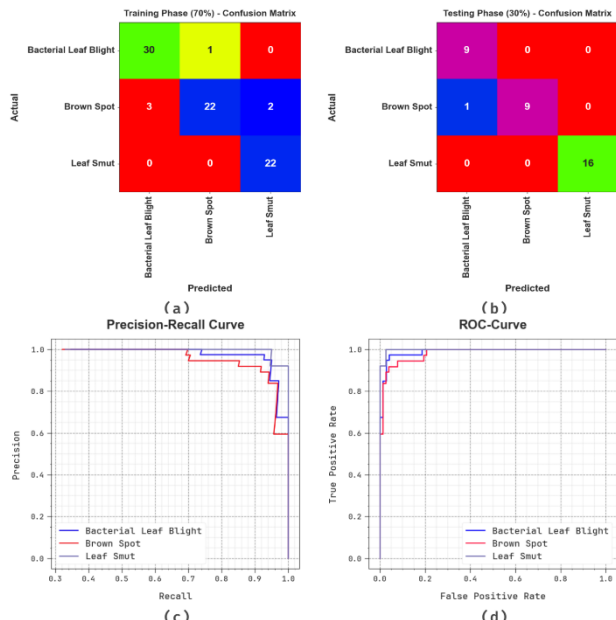 Training Phase (70%) - Confusion Matrix
Bacterial Leaf Blight
Brown Spot
Leaf Smut
Actual
30 1 0
3 22 2
0 0 22
Bacterial Leaf Blight
Brown Spot
Leaf Smut
Predicted
(a)
Testing Phase (30%) - Confusion Matrix
Bacterial Leaf Blight
Brown Spot
Leaf Smut
Actual
9 0 0
1 9 0
0 0 16
Bacterial Leaf Blight
Brown Spot
Leaf Smut
Predicted
(b)
Precision-Recall Curve
Precision
1.0
0.8
0.6
0.4
0.2
0.0
Bacterial Leaf Blight
Brown Spot
Leaf Smut
0.3 0.4 0.5 0.6 0.7 0.8 0.9 1.0
Recall
(c)
ROC-Curve
True Positive Rate
1.0
0.8
0.6
0.4
0.2
0.0
Bacterial Leaf Blight
Brown Spot
Leaf Smut
0.0 0.2 0.4 0.6 0.8 1.0
False Positive Rate
(d)